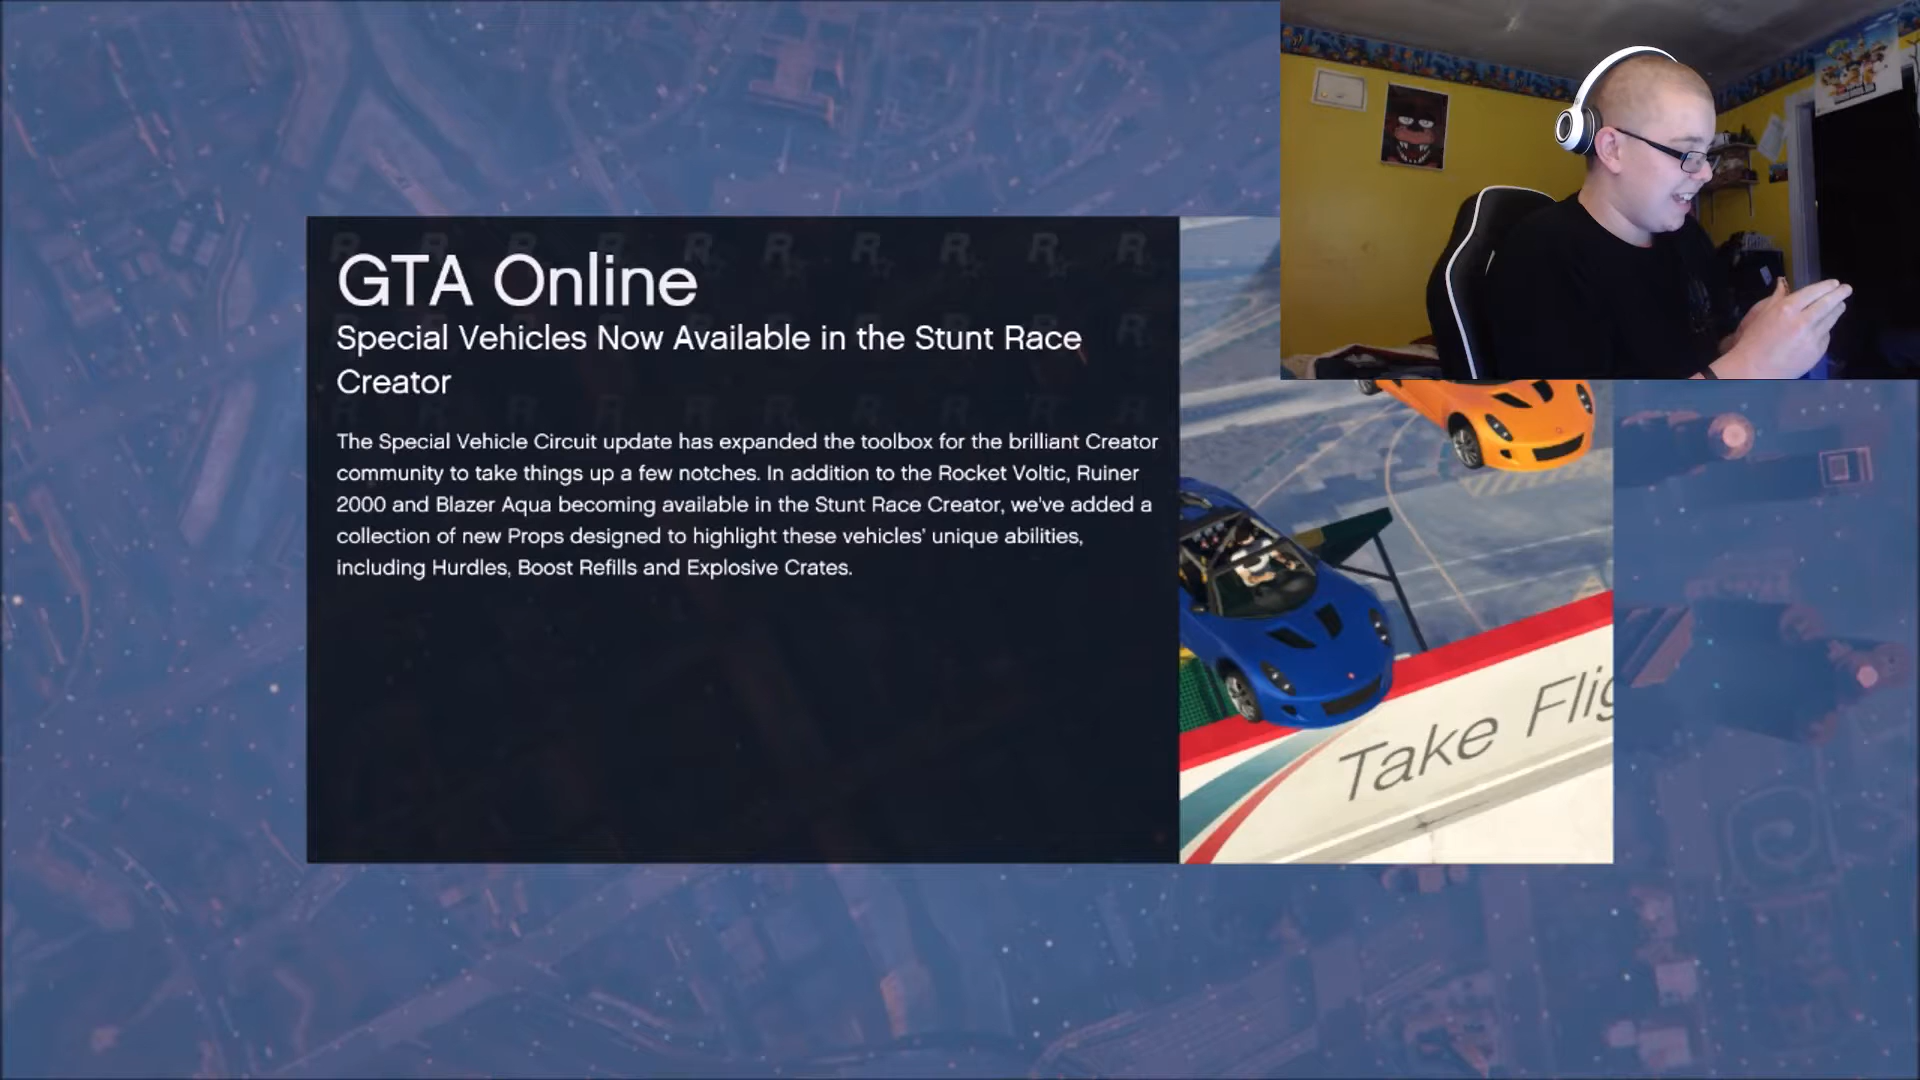 GTA Online
Special Vehicles Now Available in the Stunt Race
Creator
The Special Vehicle Circuit update has expanded the toolbox for the brilliant Creator
community to take things up a few notches. In addition to the Rocket Voltic, Ruiner
2000 and Blazer Aqua becoming available in the Stunt Race Creator, we've added a
collection of new Props designed to highlight these vehicles' unique abilities,
including Hurdles, Boost Refills and Explosive Crates.
Take Flig